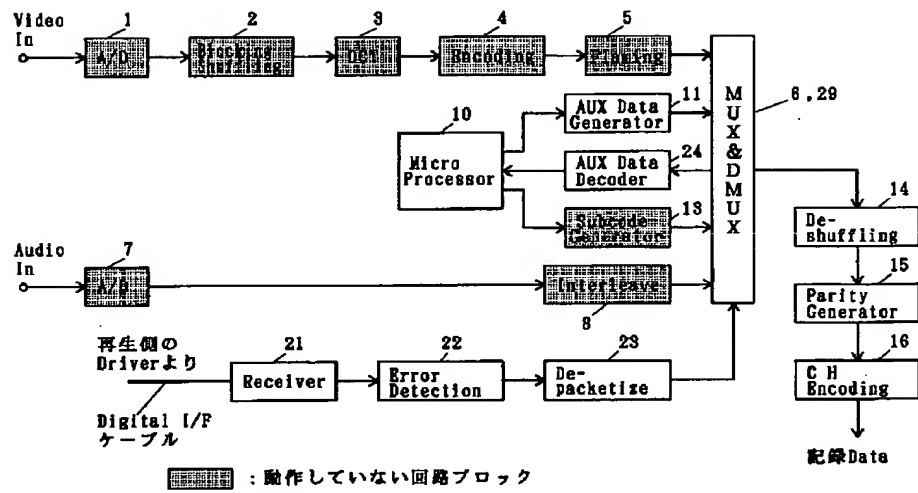 Video
In
1
2
3
4
5
A/D
Blocking
Shuffling
DCT
Encoding
Framing
MUX&DMUX
6,29
10
Micro
Processor
11
AUX Data
Generator
24
AUX Data
Decoder
13
Subcode
Generator
14
De-
shuffling
Audio
In
7
A/D
Interleave
8
15
Parity
Generator
再生側の
Driverより
21
Receiver
22
Error
Detection
23
De-
packetize
16
C H
Encoding
Digital I/F
ケーブル
記録Data
:動作していない回路ブロック